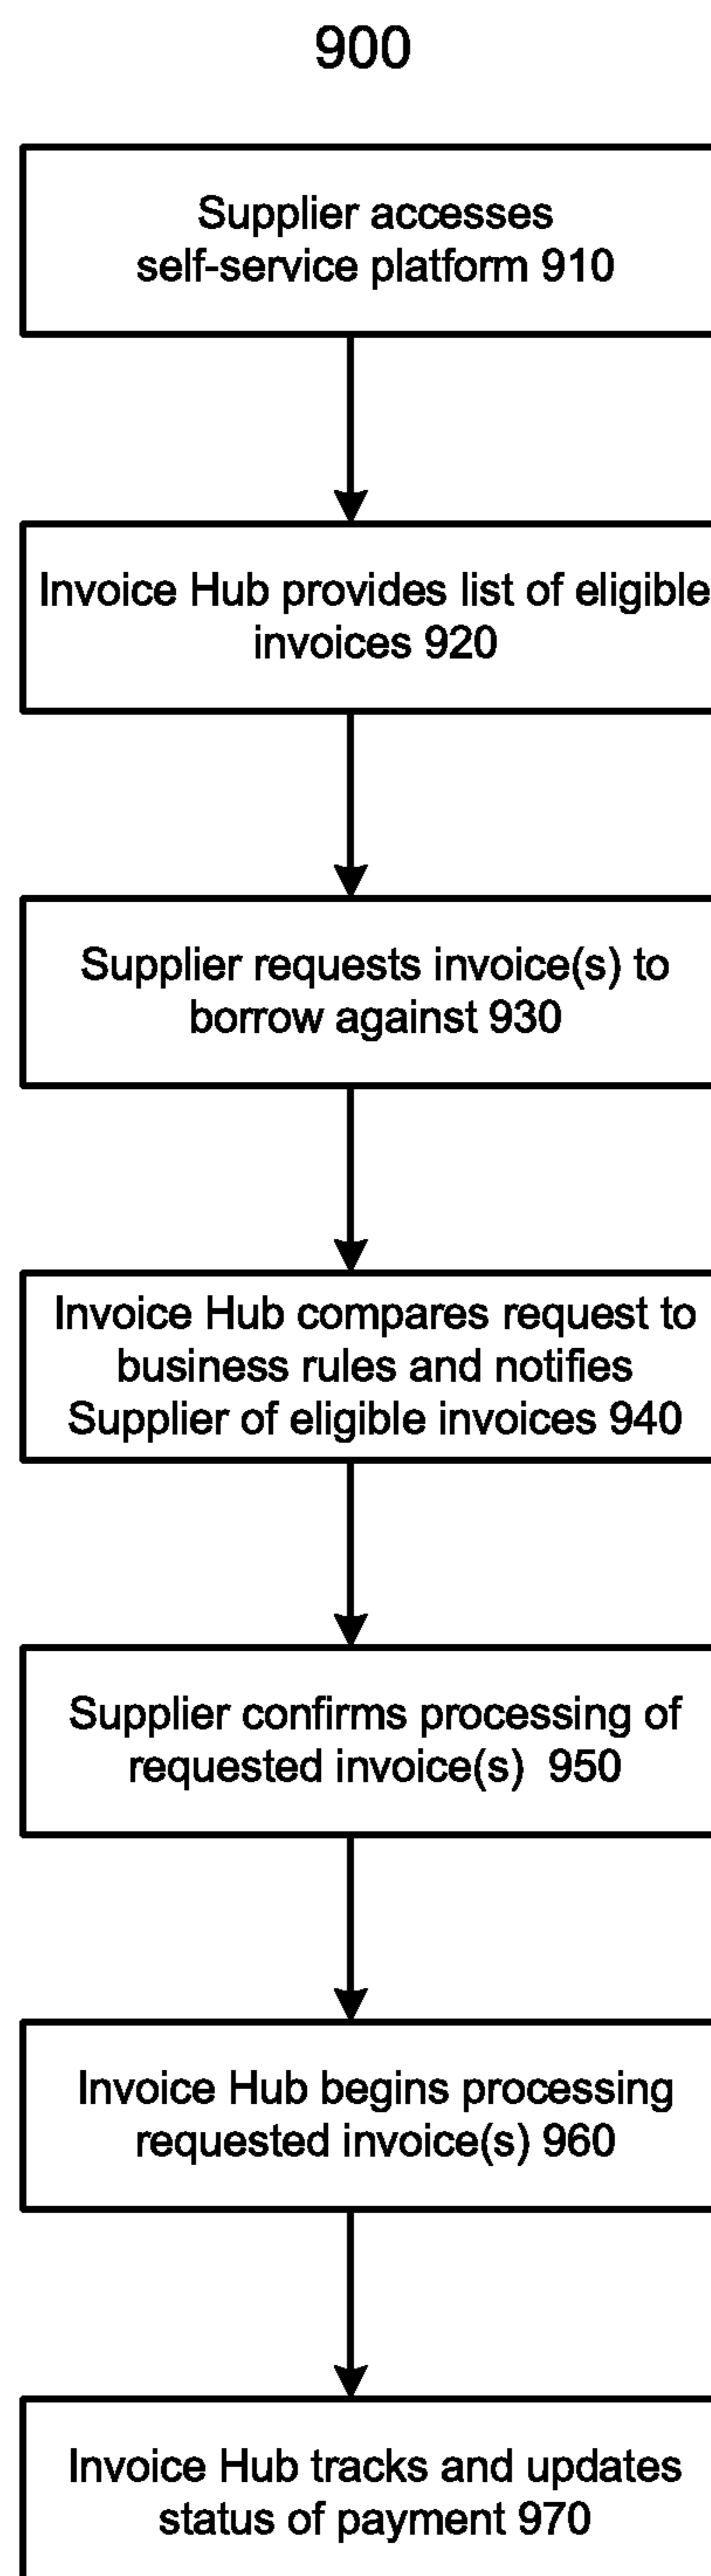 900
Supplier accesses
self-service platform 910
Invoice Hub provides list of eligible
invoices 920
Supplier requests invoice(s) to
borrow against 930
Invoice Hub compares request to
business rules and notifies
Supplier of eligible invoices 940
Supplier confirms processing of
requested invoice(s)  950
Invoice Hub begins processing
requested invoice(s) 960
Invoice Hub tracks and updates
status of payment 970